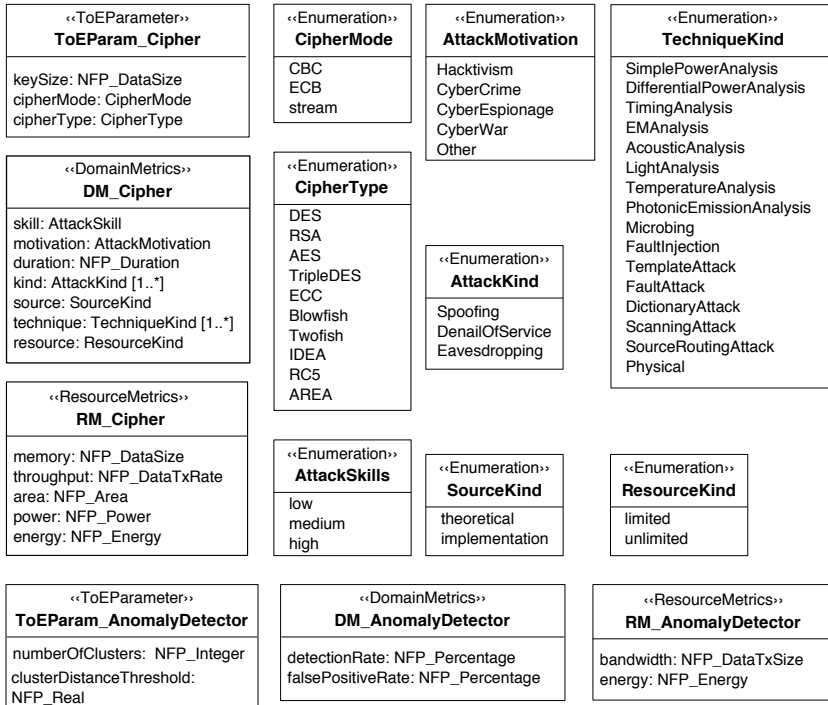 ‹‹ToEParameter››
ToEParam_Cipher
keySize: NFP_DataSize
cipherMode: CipherMode
cipherType: CipherType
‹‹DomainMetrics››
DM_Cipher
skill: AttackSkill
motivation: AttackMotivation
duration: NFP_Duration
kind: AttackKind [1..*]
source: SourceKind
technique: TechniqueKind [1..*]
resource: ResourceKind
‹‹ResourceMetrics››
RM_Cipher
memory: NFP_DataSize
throughput: NFP_DataTxRate
area: NFP_Area
power: NFP_Power
energy: NFP_Energy
‹‹Enumeration››
CipherMode
CBC
ECB
stream
‹‹Enumeration››
CipherType
DES
RSA
AES
TripleDES
ECC
Blowfish
Twofish
IDEA
RC5
AREA
‹‹Enumeration››
AttackSkills
low
medium
high
‹‹Enumeration››
AttackMotivation
Hacktivism
CyberCrime
CyberEspionage
CyberWar
Other
‹‹Enumeration››
AttackKind
Spoofing
DenailOfService
Eavesdropping
‹‹Enumeration››
SourceKind
theoretical
implementation
‹‹Enumeration››
TechniqueKind
SimplePowerAnalysis
DifferentialPowerAnalysis
TimingAnalysis
EMAnalysis
AcousticAnalysis
LightAnalysis
TemperatureAnalysis
PhotonicEmissionAnalysis
Microbing
FaultInjection
TemplateAttack
FaultAttack
DictionaryAttack
ScanningAttack
SourceRoutingAttack
Physical
‹‹Enumeration››
ResourceKind
limited
unlimited
‹‹ToEParameter››
ToEParam_AnomalyDetector
numberOfClusters: NFP_Integer
clusterDistanceThreshold:
NFP_Real
‹‹DomainMetrics››
DM_AnomalyDetector
detectionRate: NFP_Percentage
falsePositiveRate: NFP_Percentage
‹‹ResourceMetrics››
RM_AnomalyDetector
bandwidth: NFP_DataTxSize
energy: NFP_Energy